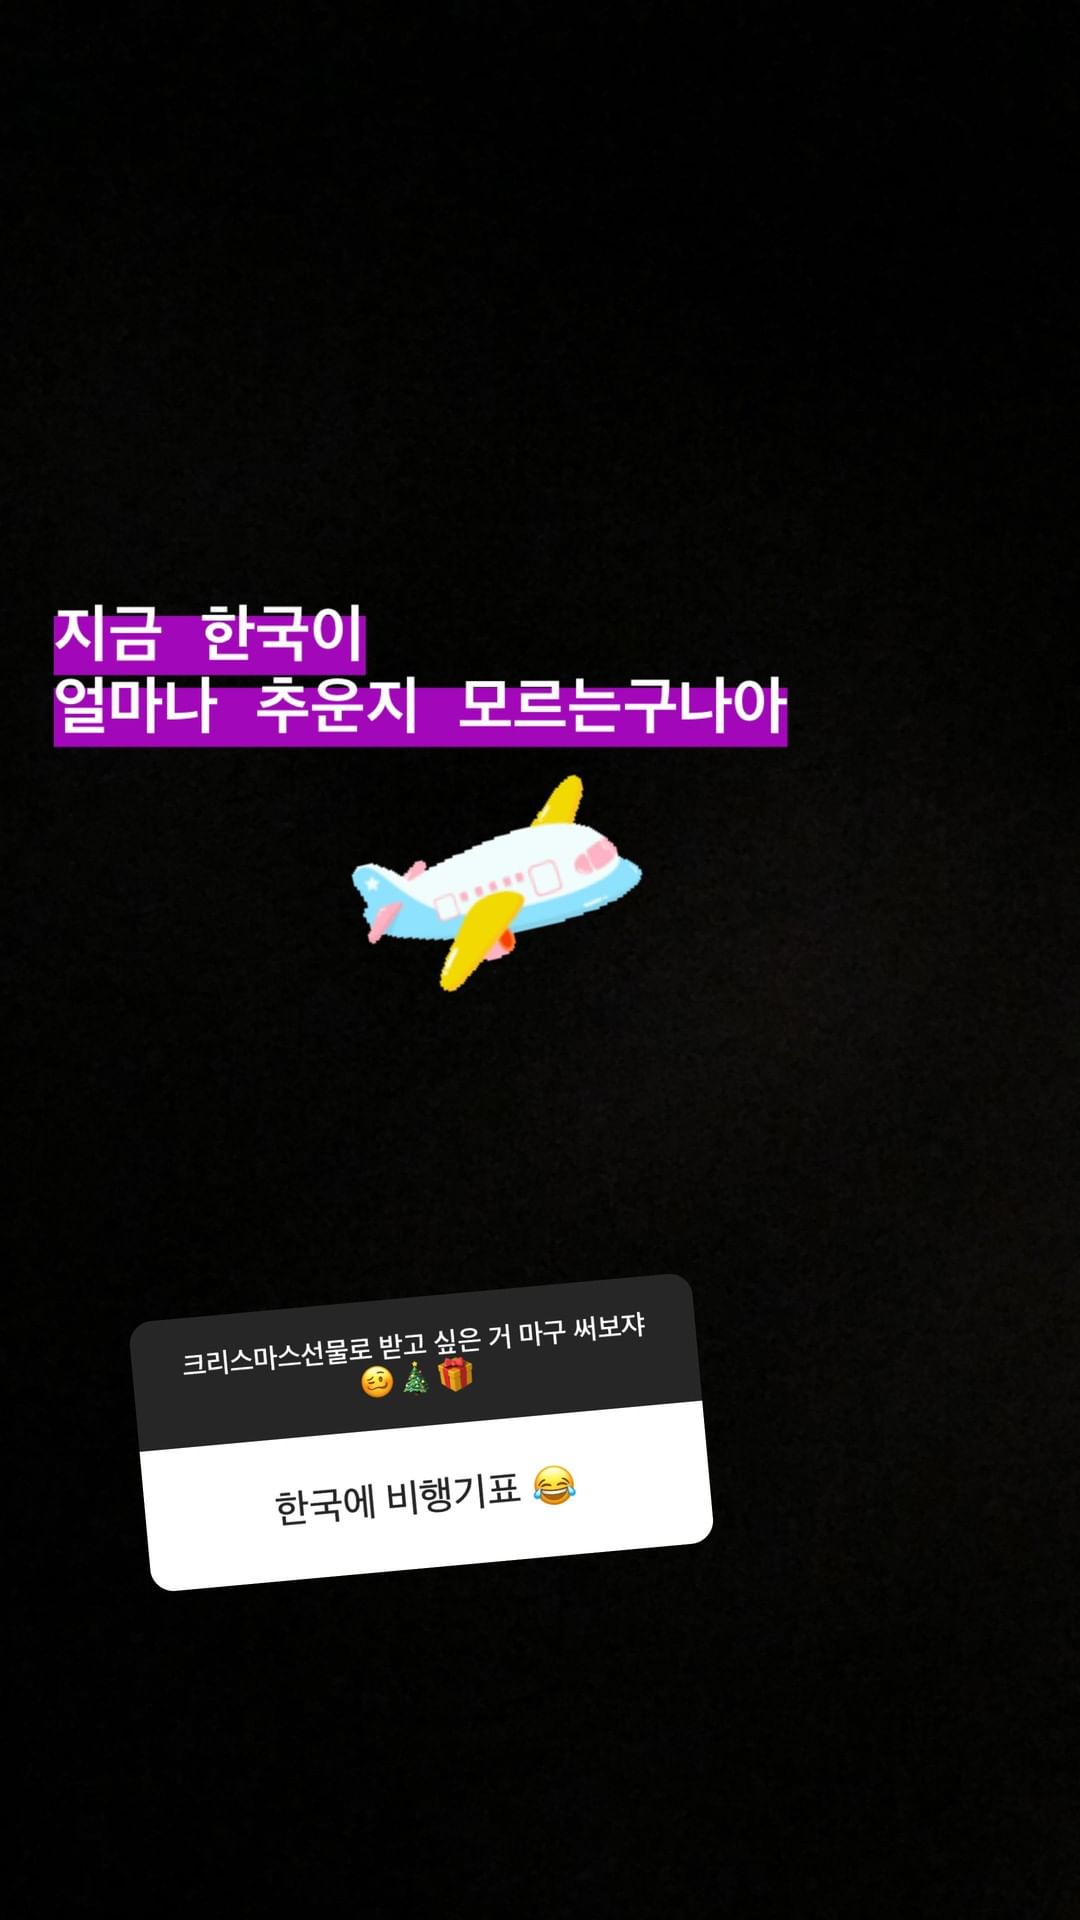 지금 한국이
얼마나 추운지 모르는구나아
크리스마스선물로 받고 싶은 거 마구 써보쟈
🥴🎄🎁
한국에 비행기표 😂